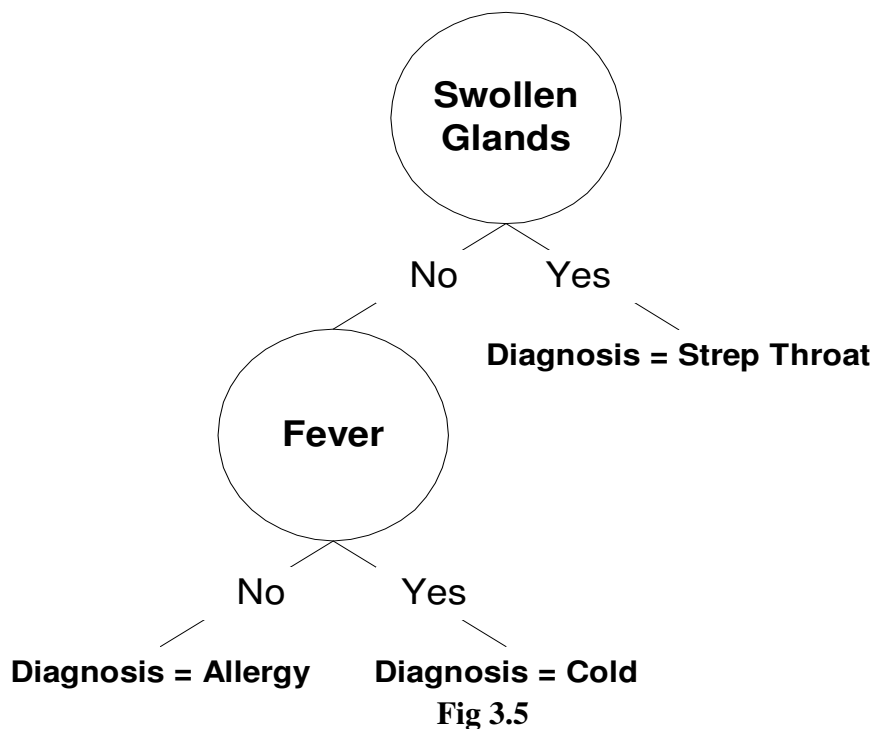 Swollen
Glands
No
Yes
Diagnosis = Strep Throat
Fever
No
Yes
Diagnosis = Allergy
Diagnosis = Cold
Fig 3.5